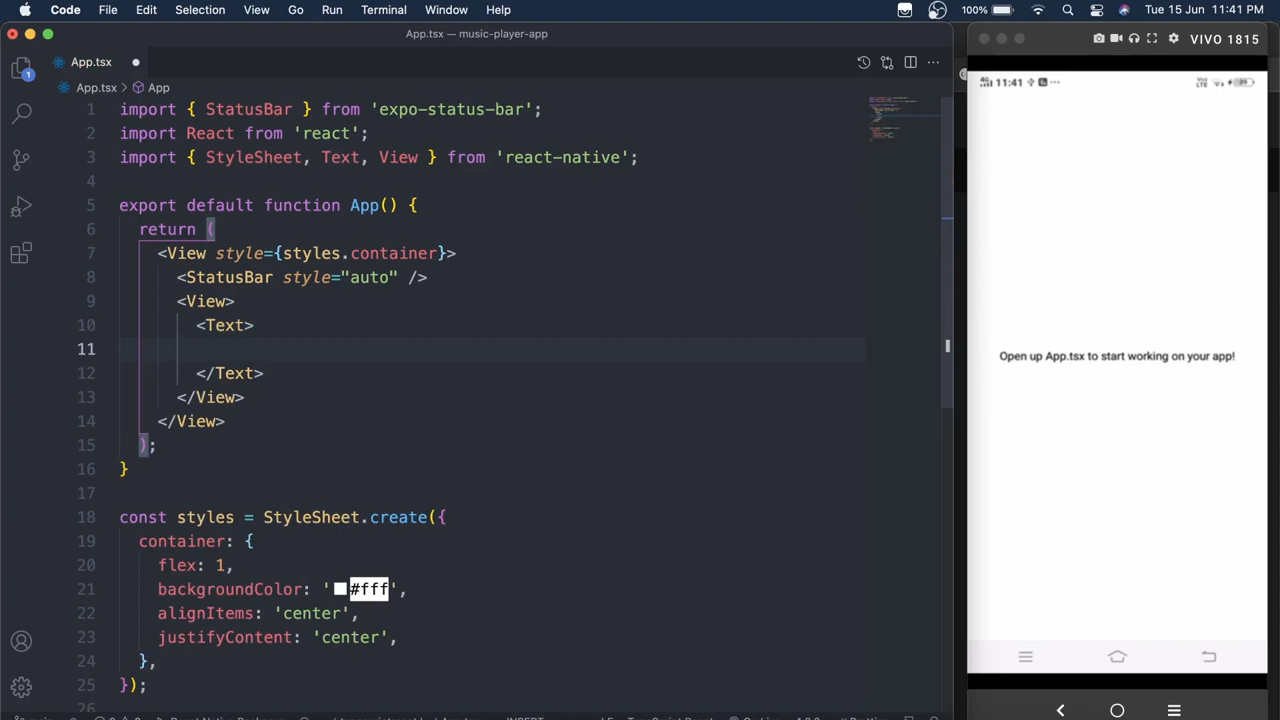 Code File Edit Selection View Go Run Terminal Window Help 100% Tue 15 Jun 11:41 PM
App.tsx — music-player-app
VIVO 1815
App.tsx
App.tsx > App
11:41
1 import { StatusBar } from 'expo-status-bar';
2 import React from 'react';
3 import { StyleSheet, Text, View } from 'react-native';
4
5 export default function App() {
6 return (
7 <View style={styles.container}>
8 <StatusBar style="auto" />
9 <View>
10 <Text>
11
12 </Text>
13 </View>
14 </View>
15 );
16 }
17
18 const styles = StyleSheet.create({
19 container: {
20 flex: 1,
21 backgroundColor: '#fff',
22 alignItems: 'center',
23 justifyContent: 'center',
24 },
25 });
26
Open up App.tsx to start working on your app!
1